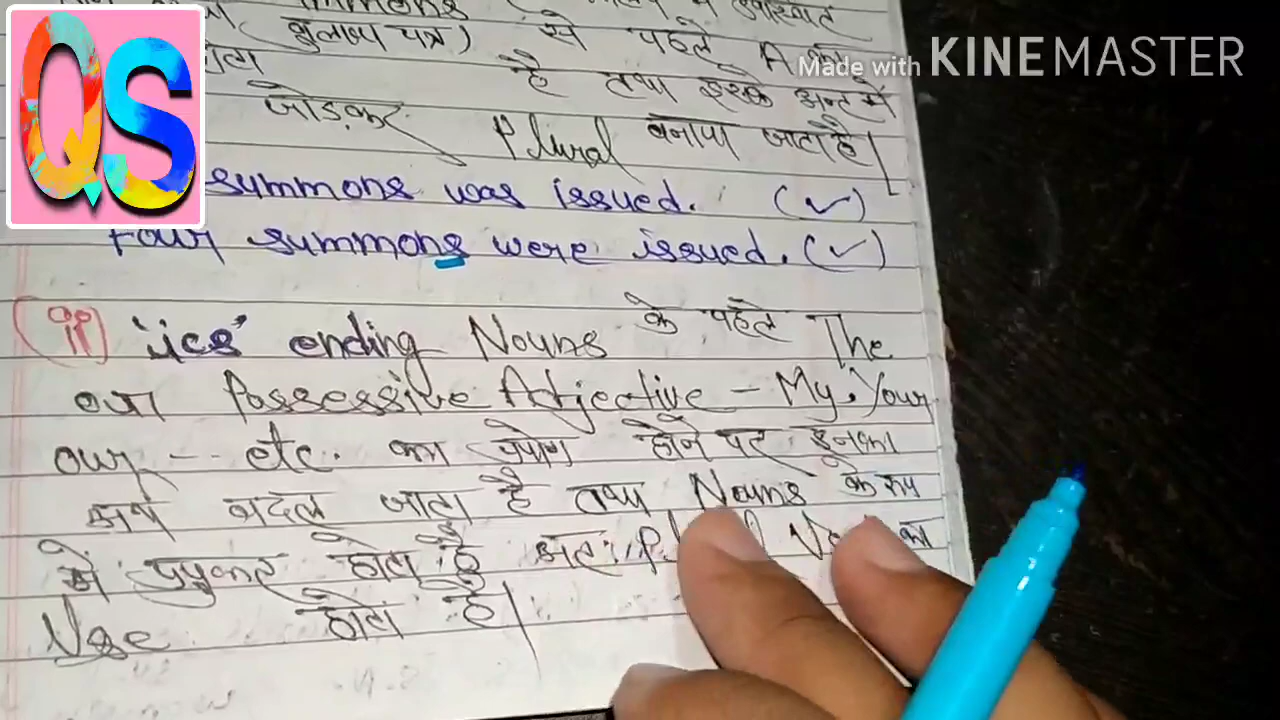 QS
Made with KINEMASTER
(बुलावा पत्र) से पहले A का
है तथा इसके अन्त में
जोड़कर Plural बनाया जाता है।
summons was issued. (✓)
Four summons were issued. (✓)
(ii) 'ics' ending Nouns के पहले The
our Possessive Adjective - My, Your
our -- etc. का प्रयोग होने पर इनका
अर्थ बदल जाता है तथा Nouns के रूप
में प्रयुक्त होता है अतः का
Use होता है।